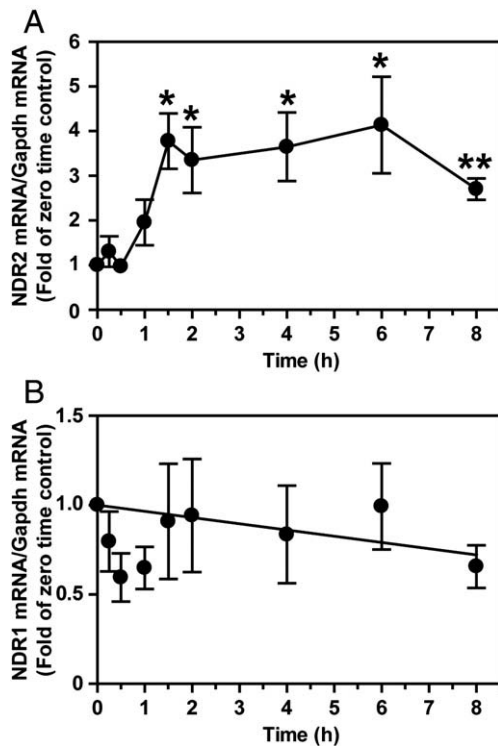 A
NDR2 mRNA/Gapdh mRNA
(Fold of zero time control)
6
5
4
3
2
1
0
* * * * **
0 1 2 3 4 5 6 7 8
Time (h)
B
NDR1 mRNA/Gapdh mRNA
(Fold of zero time control)
1.5
1.0
0.5
0
0 1 2 3 4 5 6 7 8
Time (h)